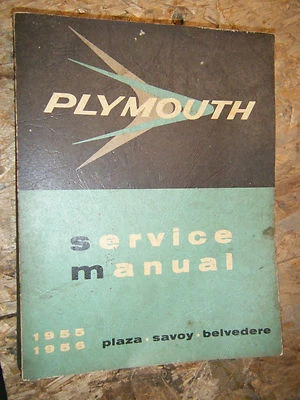 PLYMOUTH
service
manual
1955
1956 plaza · savoy · belvedere